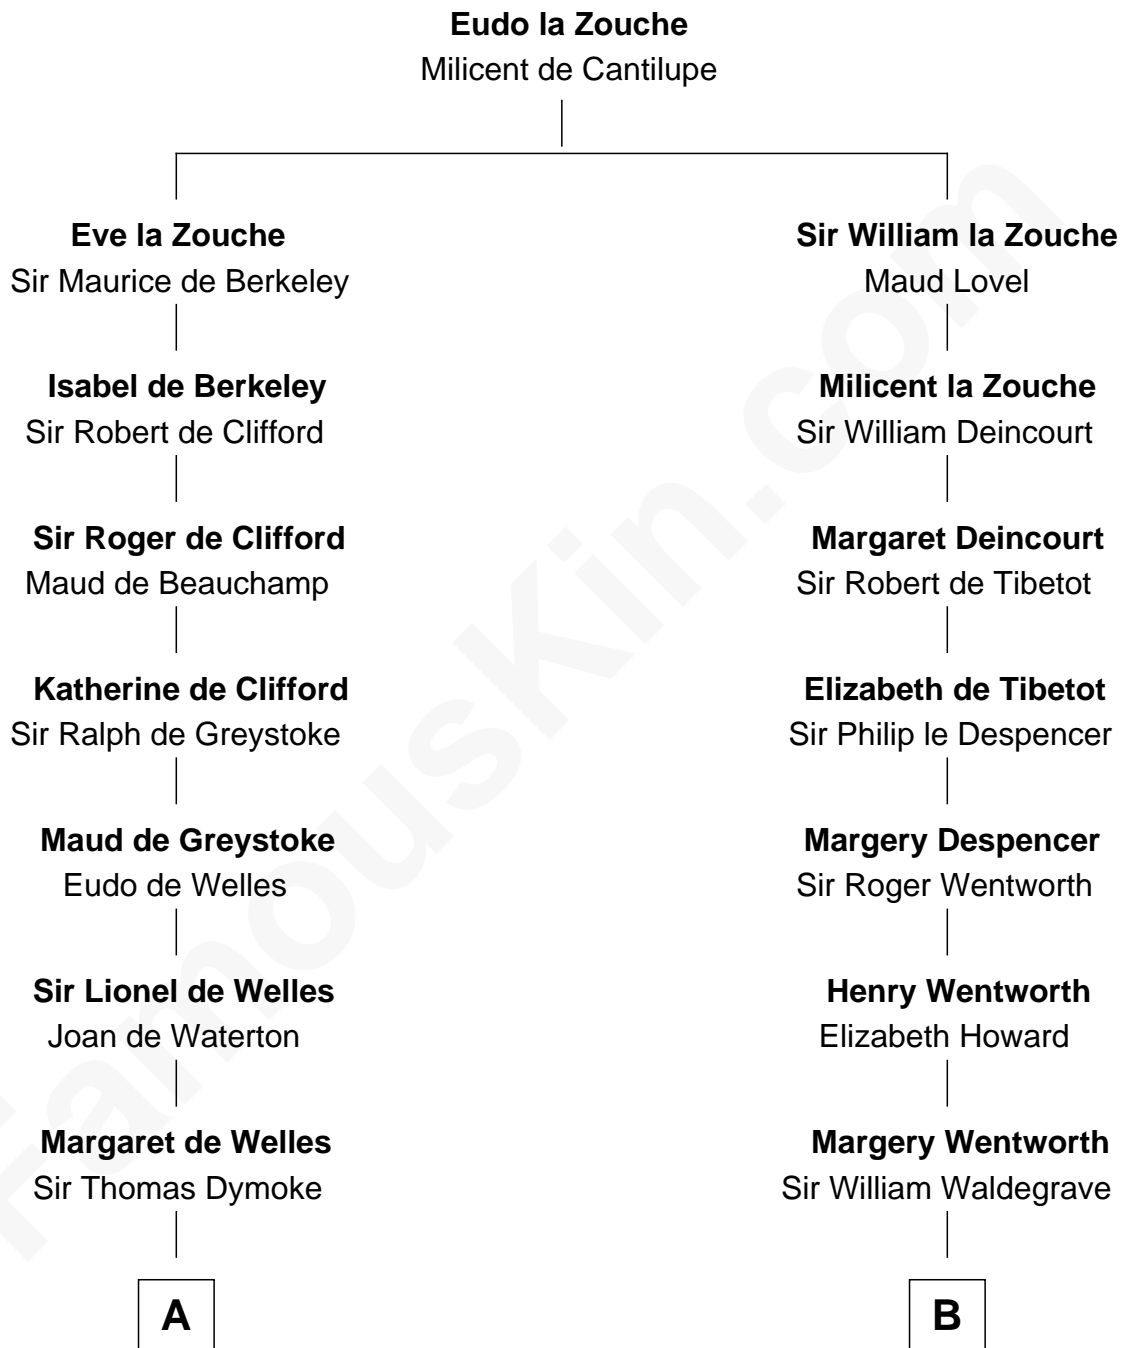 Eudo la Zouche
Milicent de Cantilupe
Eve la Zouche
Sir Maurice de Berkeley
Isabel de Berkeley
Sir Robert de Clifford
Sir Roger de Clifford
Maud de Beauchamp
Katherine de Clifford
Sir Ralph de Greystoke
Maud de Greystoke
Eudo de Welles
Sir Lionel de Welles
Joan de Waterton
Margaret de Welles
Sir Thomas Dymoke
A
Sir William la Zouche
Maud Lovel
Milicent la Zouche
Sir William Deincourt
Margaret Deincourt
Sir Robert de Tibetot
Elizabeth de Tibetot
Sir Philip le Despencer
Margery Despencer
Sir Roger Wentworth
Henry Wentworth
Elizabeth Howard
Margery Wentworth
Sir William Waldegrave
B
FamousKin.com